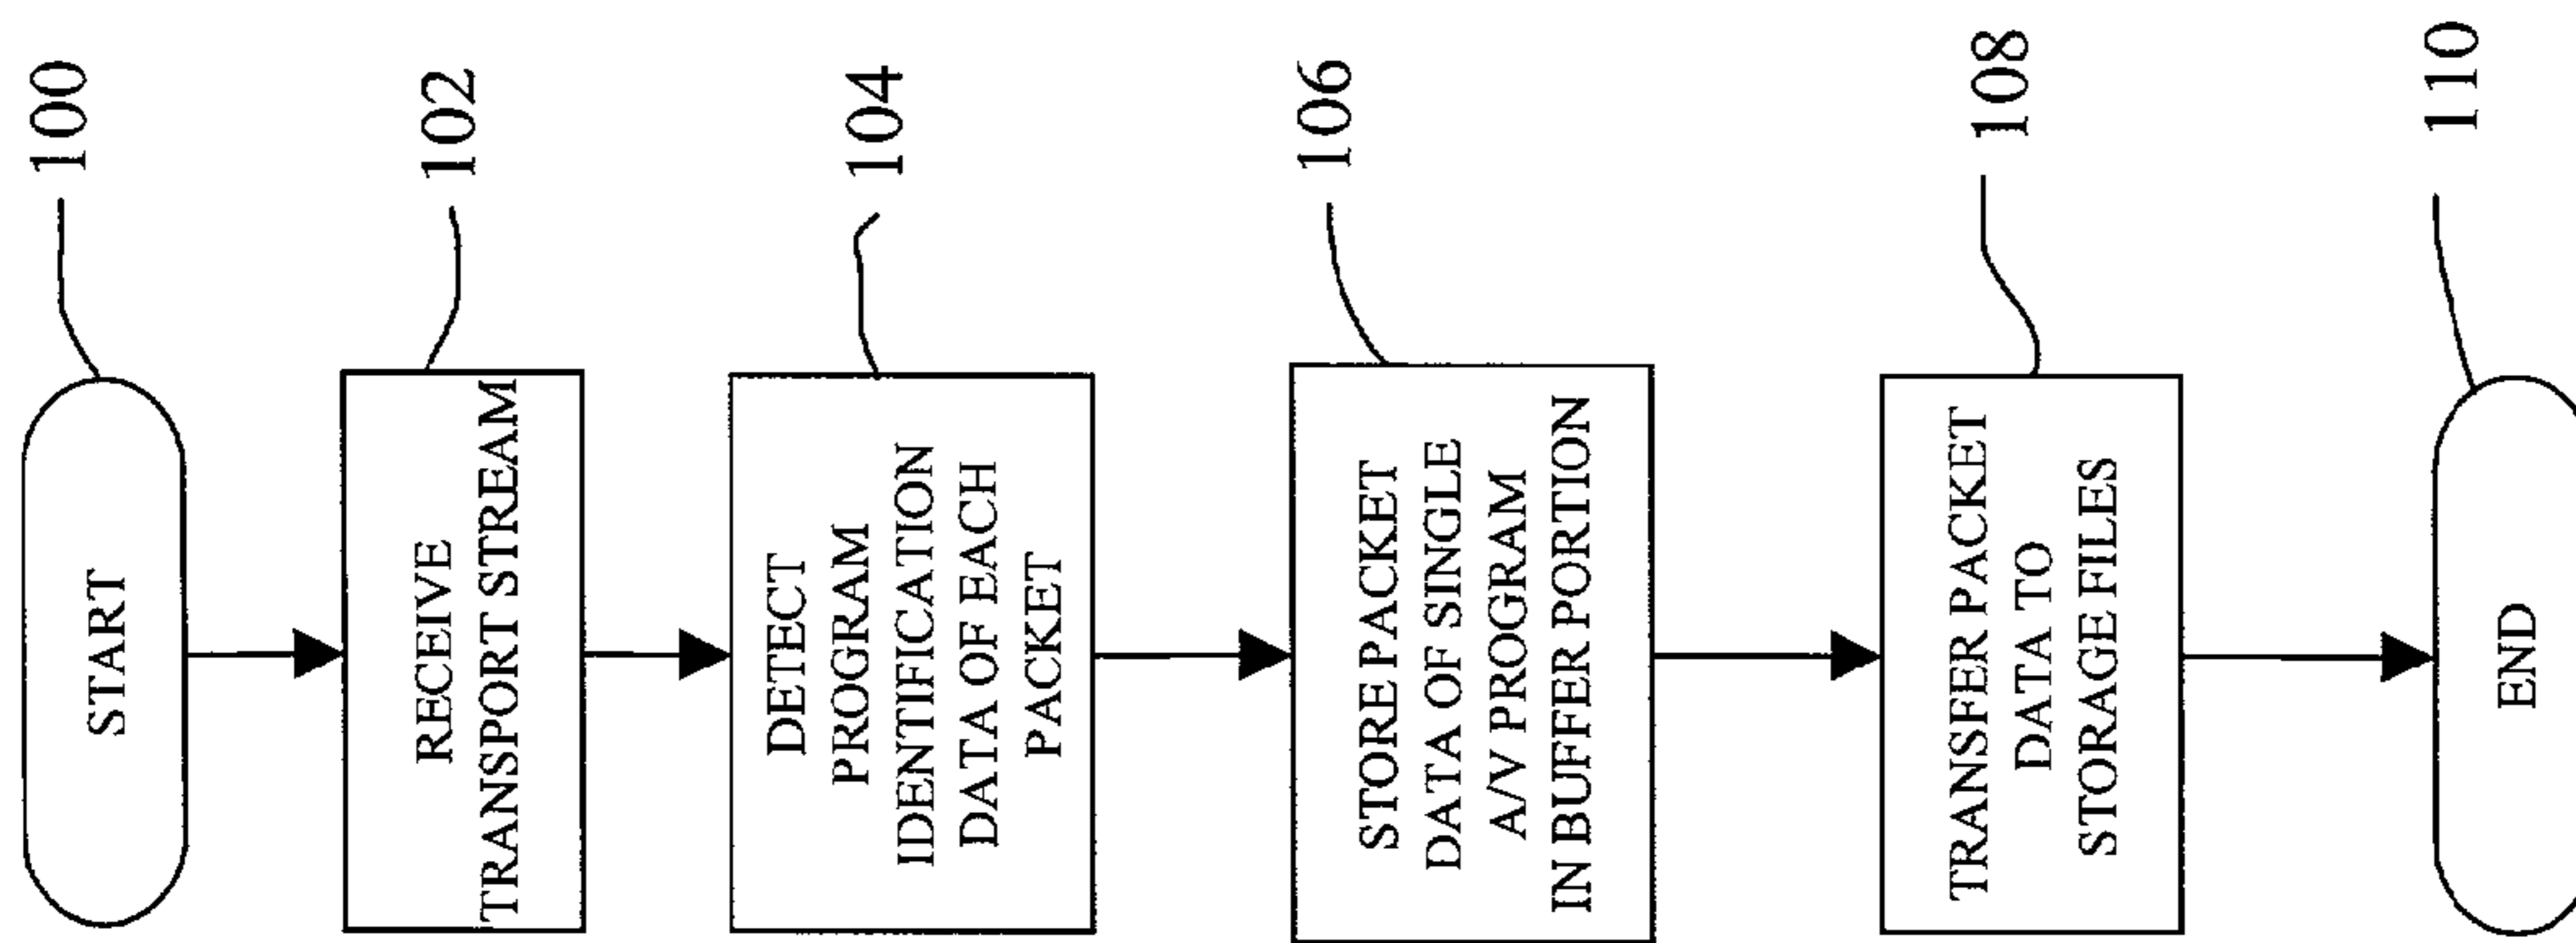 START
100
RECEIVE
TRANSPORT STREAM
102
DETECT
PROGRAM
IDENTIFICATION
DATA OF EACH
PACKET
104
STORE PACKET
DATA OF SINGLE
A/V PROGRAM
IN BUFFER PORTION
106
TRANSFER PACKET
DATA TO
STORAGE FILES
108
END
110